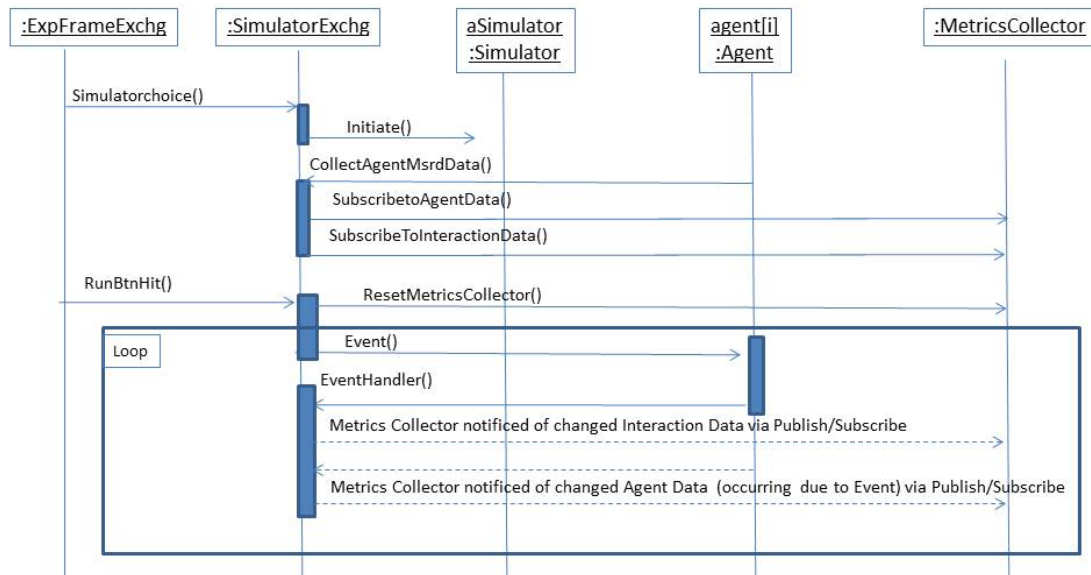 :ExpFrameExchg
:SimulatorExchg
aSimulator
:Simulator
agent[i]
:Agent
:MetricsCollector
Simulatorchoice()
Initiate()
CollectAgentMsrdData()
SubscribetoAgentData()
SubscribeToInteractionData()
RunBtnHit()
ResetMetricsCollector()
Loop
Event()
EventHandler()
Metrics Collector notificed of changed Interaction Data via Publish/Subscribe
Metrics Collector notificed of changed Agent Data (occurring due to Event) via Publish/Subscribe